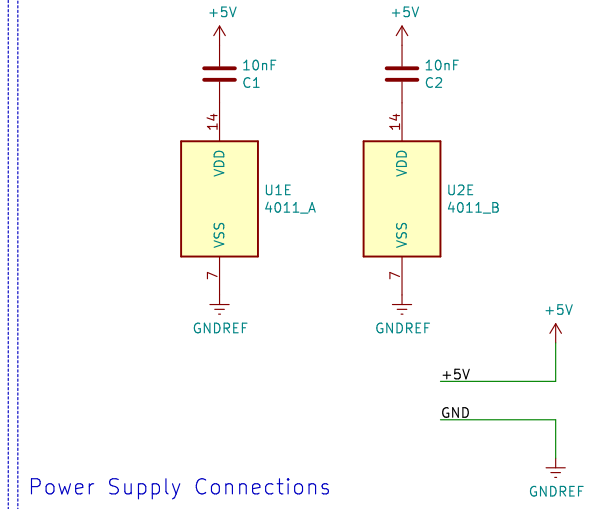 +5V
+5V
10nF
C1
10nF
C2
14
14
VDD
VDD
U1E
4011_A
U2E
4011_B
VSS
VSS
7
7
GNDREF
GNDREF
+5V
+5V
GND
GNDREF
Power Supply Connections